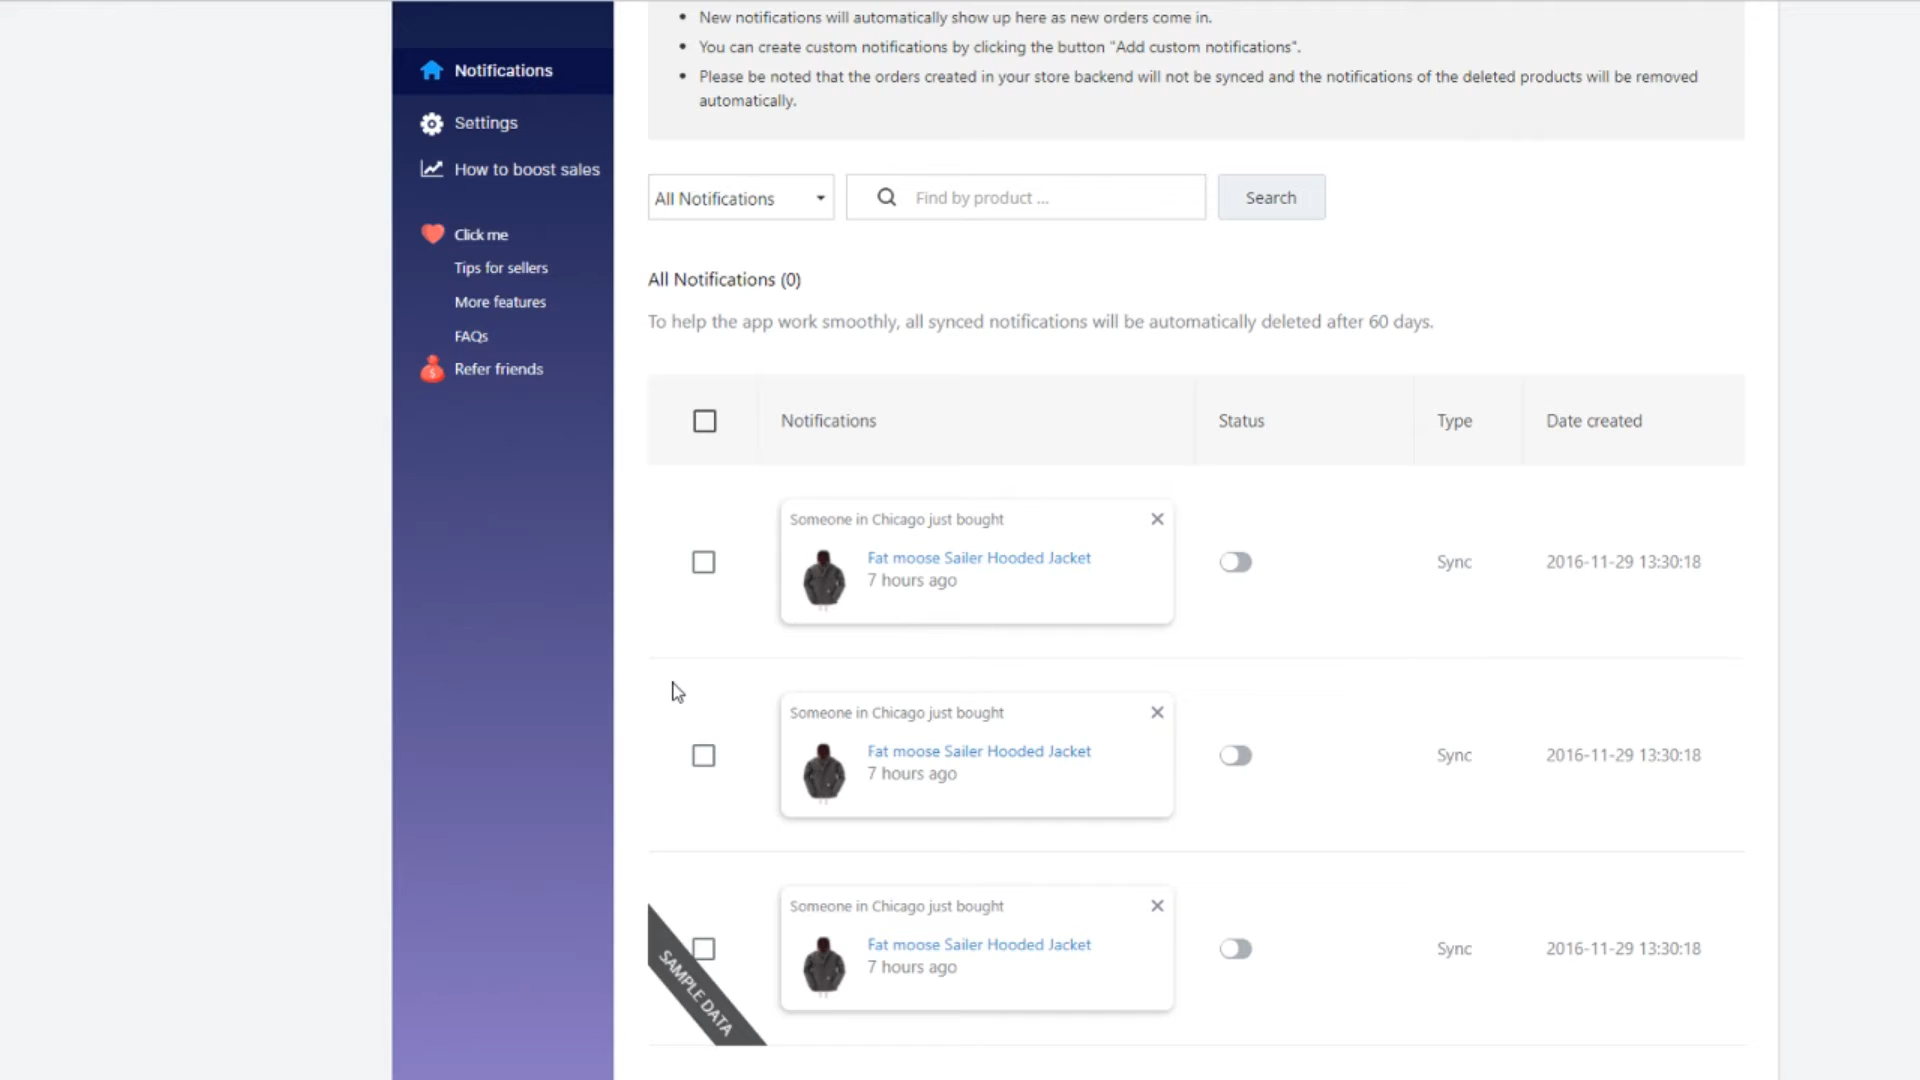 New notifications will automatically show up here as new orders come in.
You can create custom notifications by clicking the button "Add custom notifications".
Please be noted that the orders created in your store backend will not be synced and the notifications of the deleted products will be removed
automatically.
Notifications
Settings
How to boost sales
Click me
Tips for sellers
More features
FAQs
Refer friends
All Notifications
Find by product ...
Search
All Notifications (0)
To help the app work smoothly, all synced notifications will be automatically deleted after 60 days.
Notifications Status Type Date created
Someone in Chicago just bought
Fat moose Sailer Hooded Jacket
7 hours ago
Sync 2016-11-29 13:30:18
Someone in Chicago just bought
Fat moose Sailer Hooded Jacket
7 hours ago
Sync 2016-11-29 13:30:18
Someone in Chicago just bought
Fat moose Sailer Hooded Jacket
7 hours ago
Sync 2016-11-29 13:30:18
SAMPLE DATA